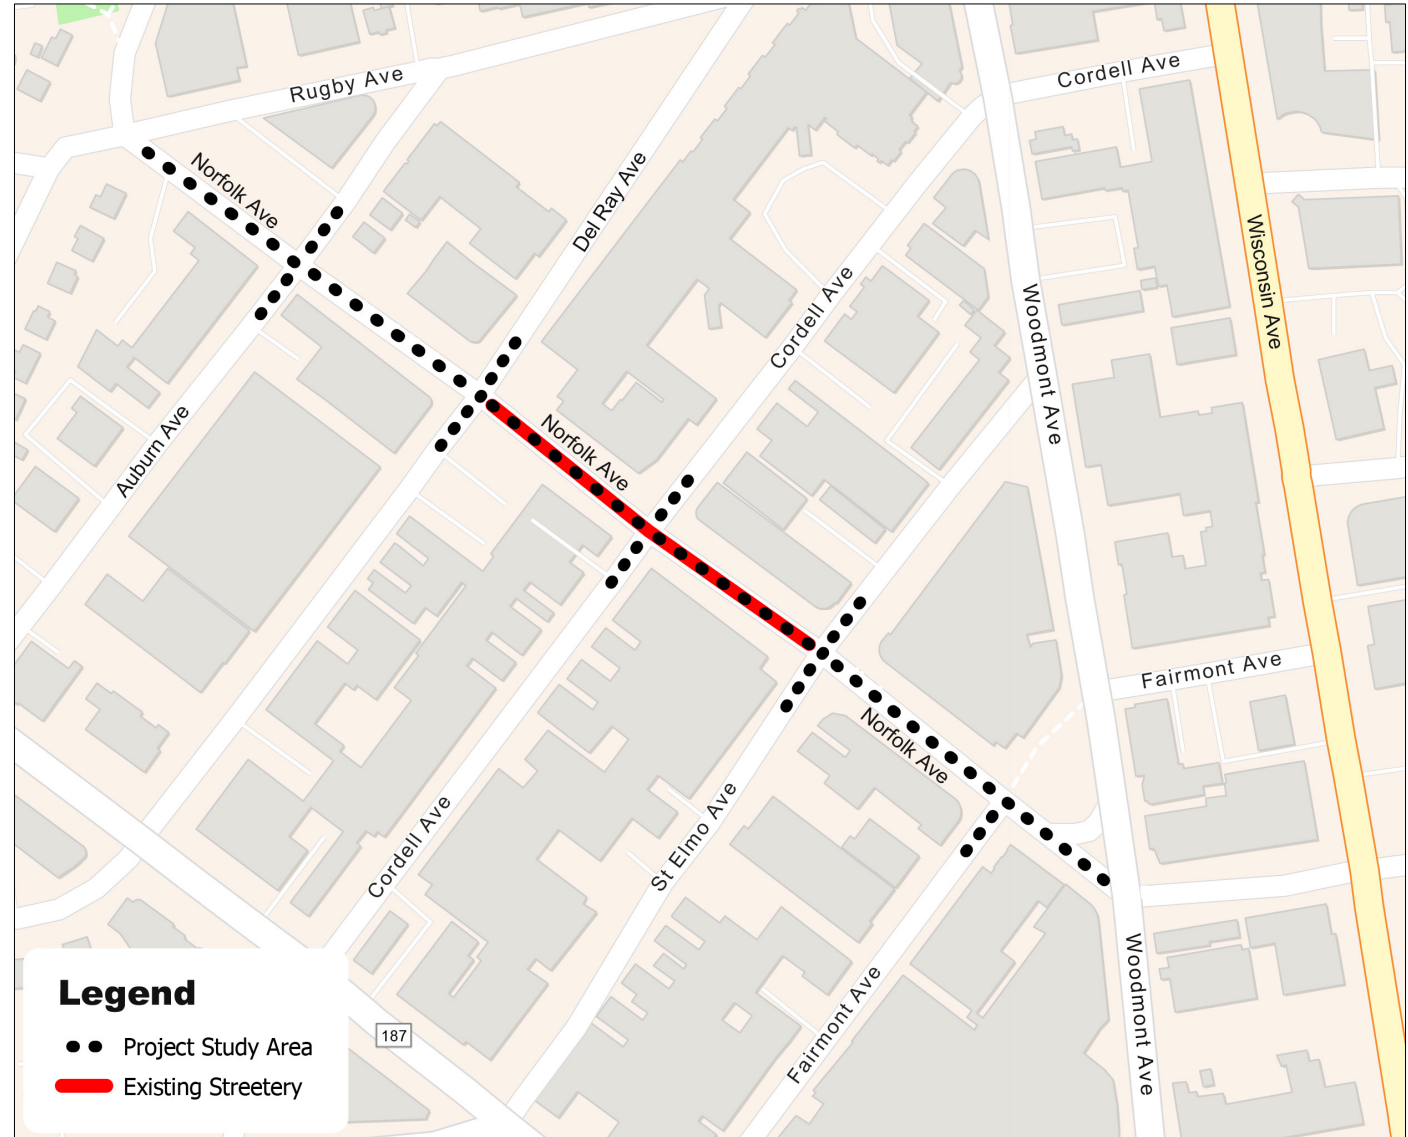 Rugby Ave
Cordell Ave
Norfolk Ave
Del Ray Ave
Wisconsin Ave
Cordell Ave
Woodmont Ave
Auburn Ave
Norfolk Ave
Fairmont Ave
Norfolk Ave
Cordell Ave
St Elmo Ave
Woodmont Ave
Fairmont Ave
187
Legend
Project Study Area
Existing Streetery